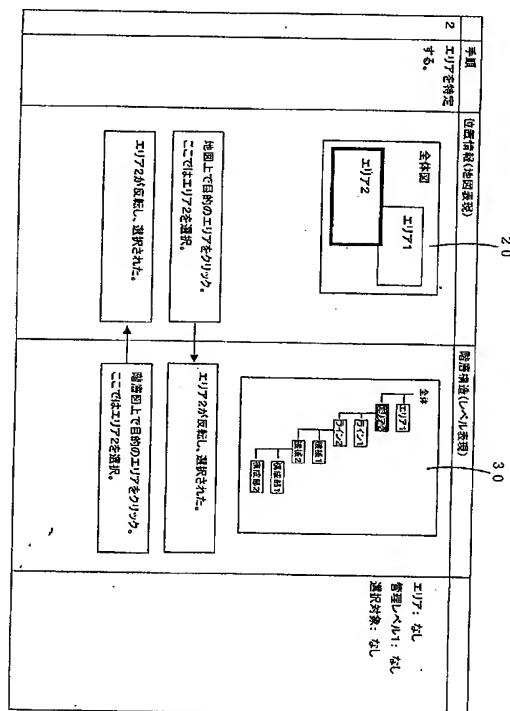 手順
位置情報(地図表現)
階層構造(レベル表現)
2
エリアを特定
する。
20
全体図
エリア1
エリア2
30
全体
エリア1
エリア2
ライン1
ライン2
機械1
機械2
構成部1
構成部2
エリア: なし
管理レベル1: なし
選択対象: なし
地図上で目的のエリアをクリック。
ここではエリア2を選択。
エリア2が反転し、選択された。
エリア2が反転し、選択された。
階層図上で目的のエリアをクリック。
ここではエリア2を選択。